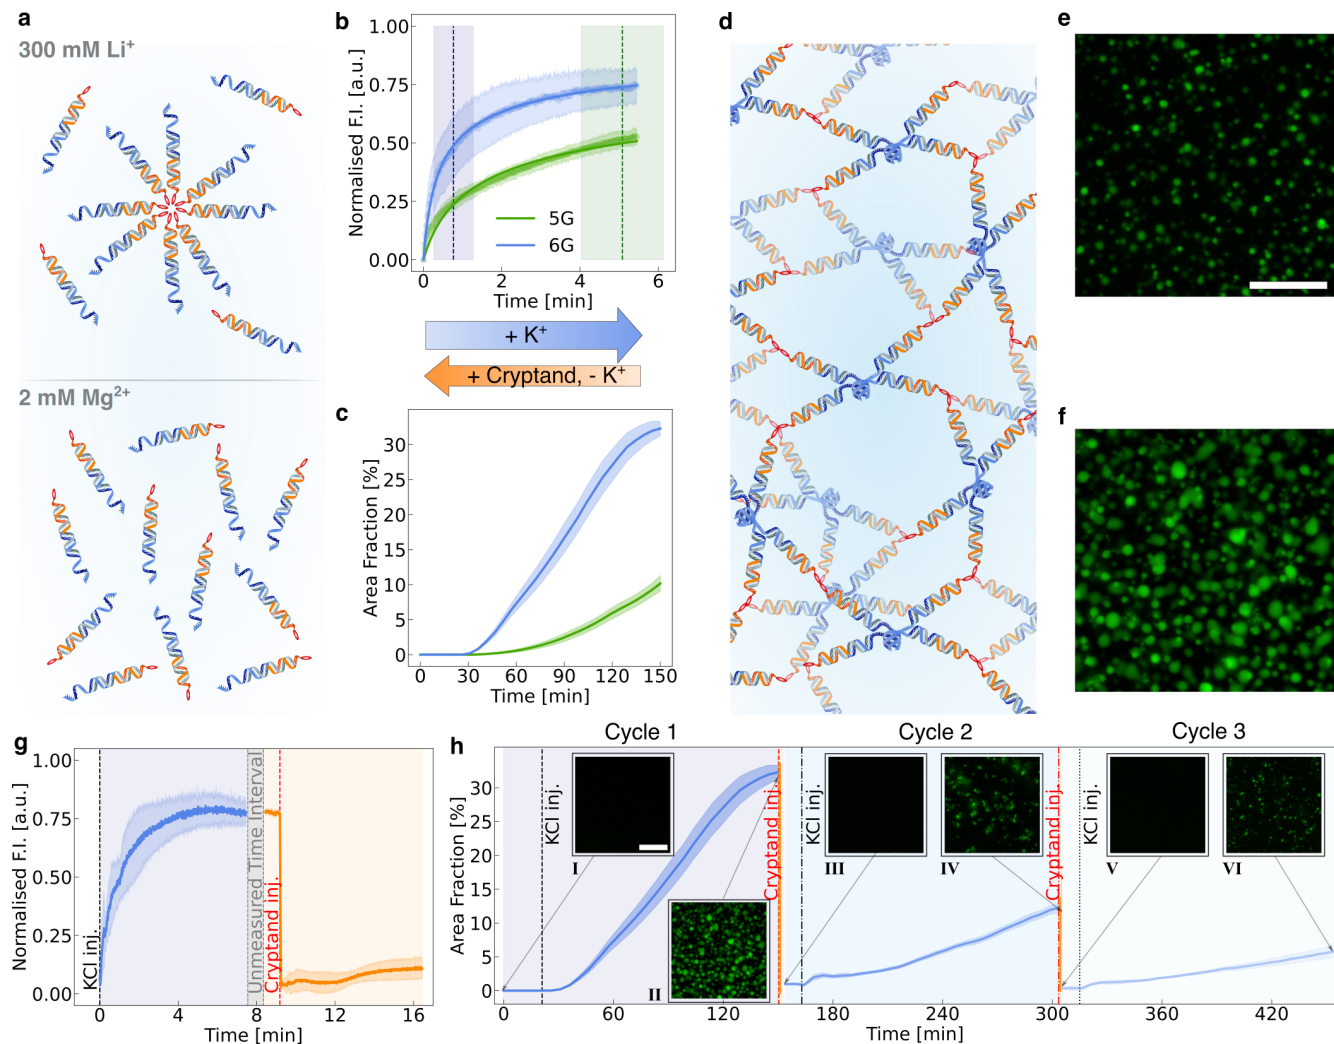 a
300 mM Li⁺
2 mM Mg²⁺
b
Normalised F.I. [a.u.]
1.00
0.75
0.50
0.25
0.00
5G
6G
0 2 4 6
Time [min]
+ K⁺
+ Cryptand, - K⁺
c
Area Fraction [%]
30
25
20
15
10
5
0
0 30 60 90 120 150
Time [min]
d
e
f
g
Normalised F.I. [a.u.]
1.00
0.75
0.50
0.25
0.00
KCl inj.
Unmeasured Time Interval
Cryptand inj.
0 4 8 12 16
Time [min]
h
Cycle 1 Cycle 2 Cycle 3
Area Fraction [%]
30
25
20
15
10
5
0
KCl inj.
I
II
Cryptand inj.
KCl inj.
III
IV
Cryptand inj.
KCl inj.
V
VI
0 60 120 180 240 300 360 420
Time [min]